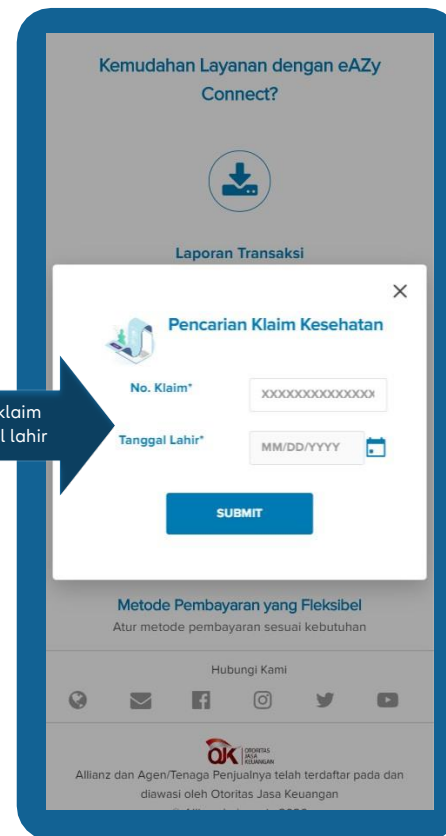 Kemudahan Layanan dengan eAZy
Connect?
Laporan Transaksi
Pencarian Klaim Kesehatan
klaim
l lahir
No. Klaim*
XXXXXXXXXXXXXX
Tanggal Lahir*
MM/DD/YYYY
SUBMIT
Metode Pembayaran yang Fleksibel
Atur metode pembayaran sesuai kebutuhan
Hubungi Kami
OJK OTORITAS
JASA
KEUANGAN
Allianz dan Agen/Tenaga Penjualnya telah terdaftar pada dan
diawasi oleh Otoritas Jasa Keuangan